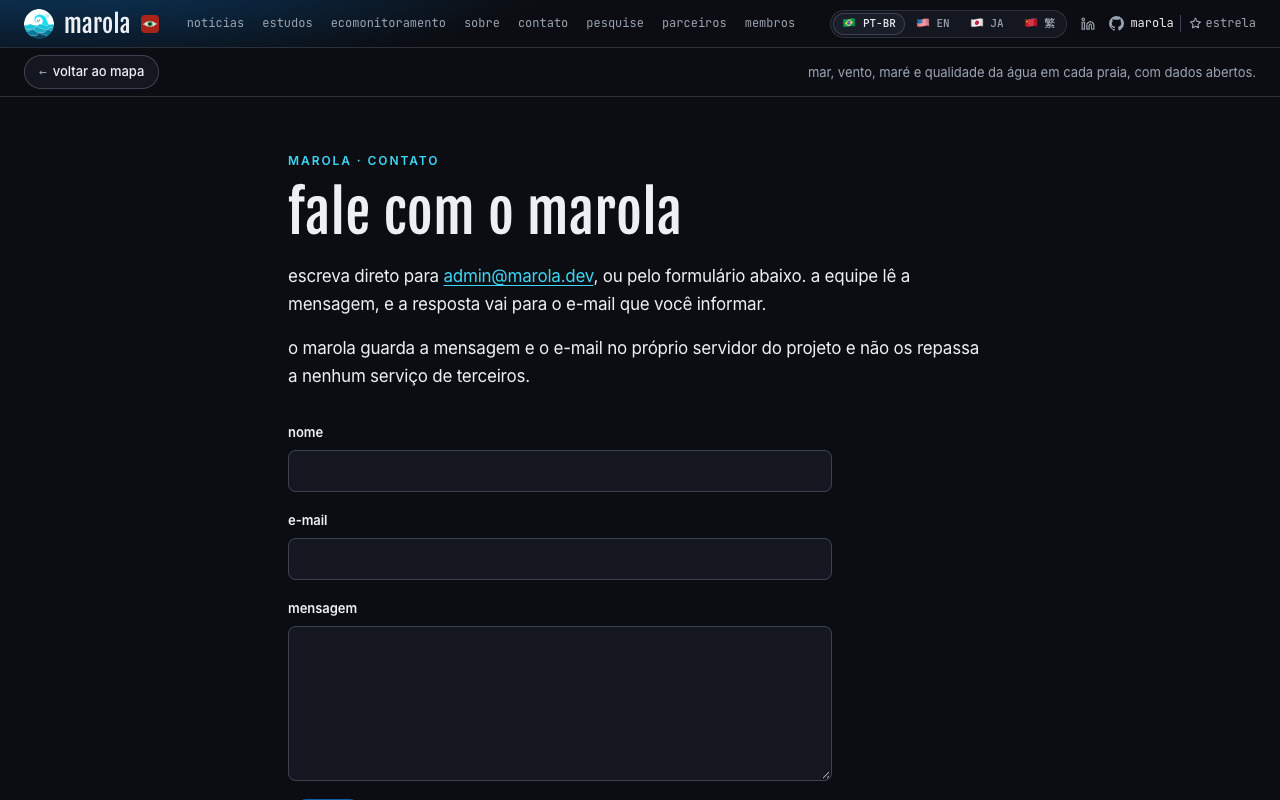 marola
notícias estudos ecomonitoramento sobre contato pesquise parceiros membros
PT-BR EN JA 繁
marola estrela
← voltar ao mapa
mar, vento, maré e qualidade da água em cada praia, com dados abertos.
MAROLA · CONTATO
fale com o marola
escreva direto para admin@marola.dev, ou pelo formulário abaixo. a equipe lê a
mensagem, e a resposta vai para o e-mail que você informar.
o marola guarda a mensagem e o e-mail no próprio servidor do projeto e não os repassa
a nenhum serviço de terceiros.
nome
e-mail
mensagem